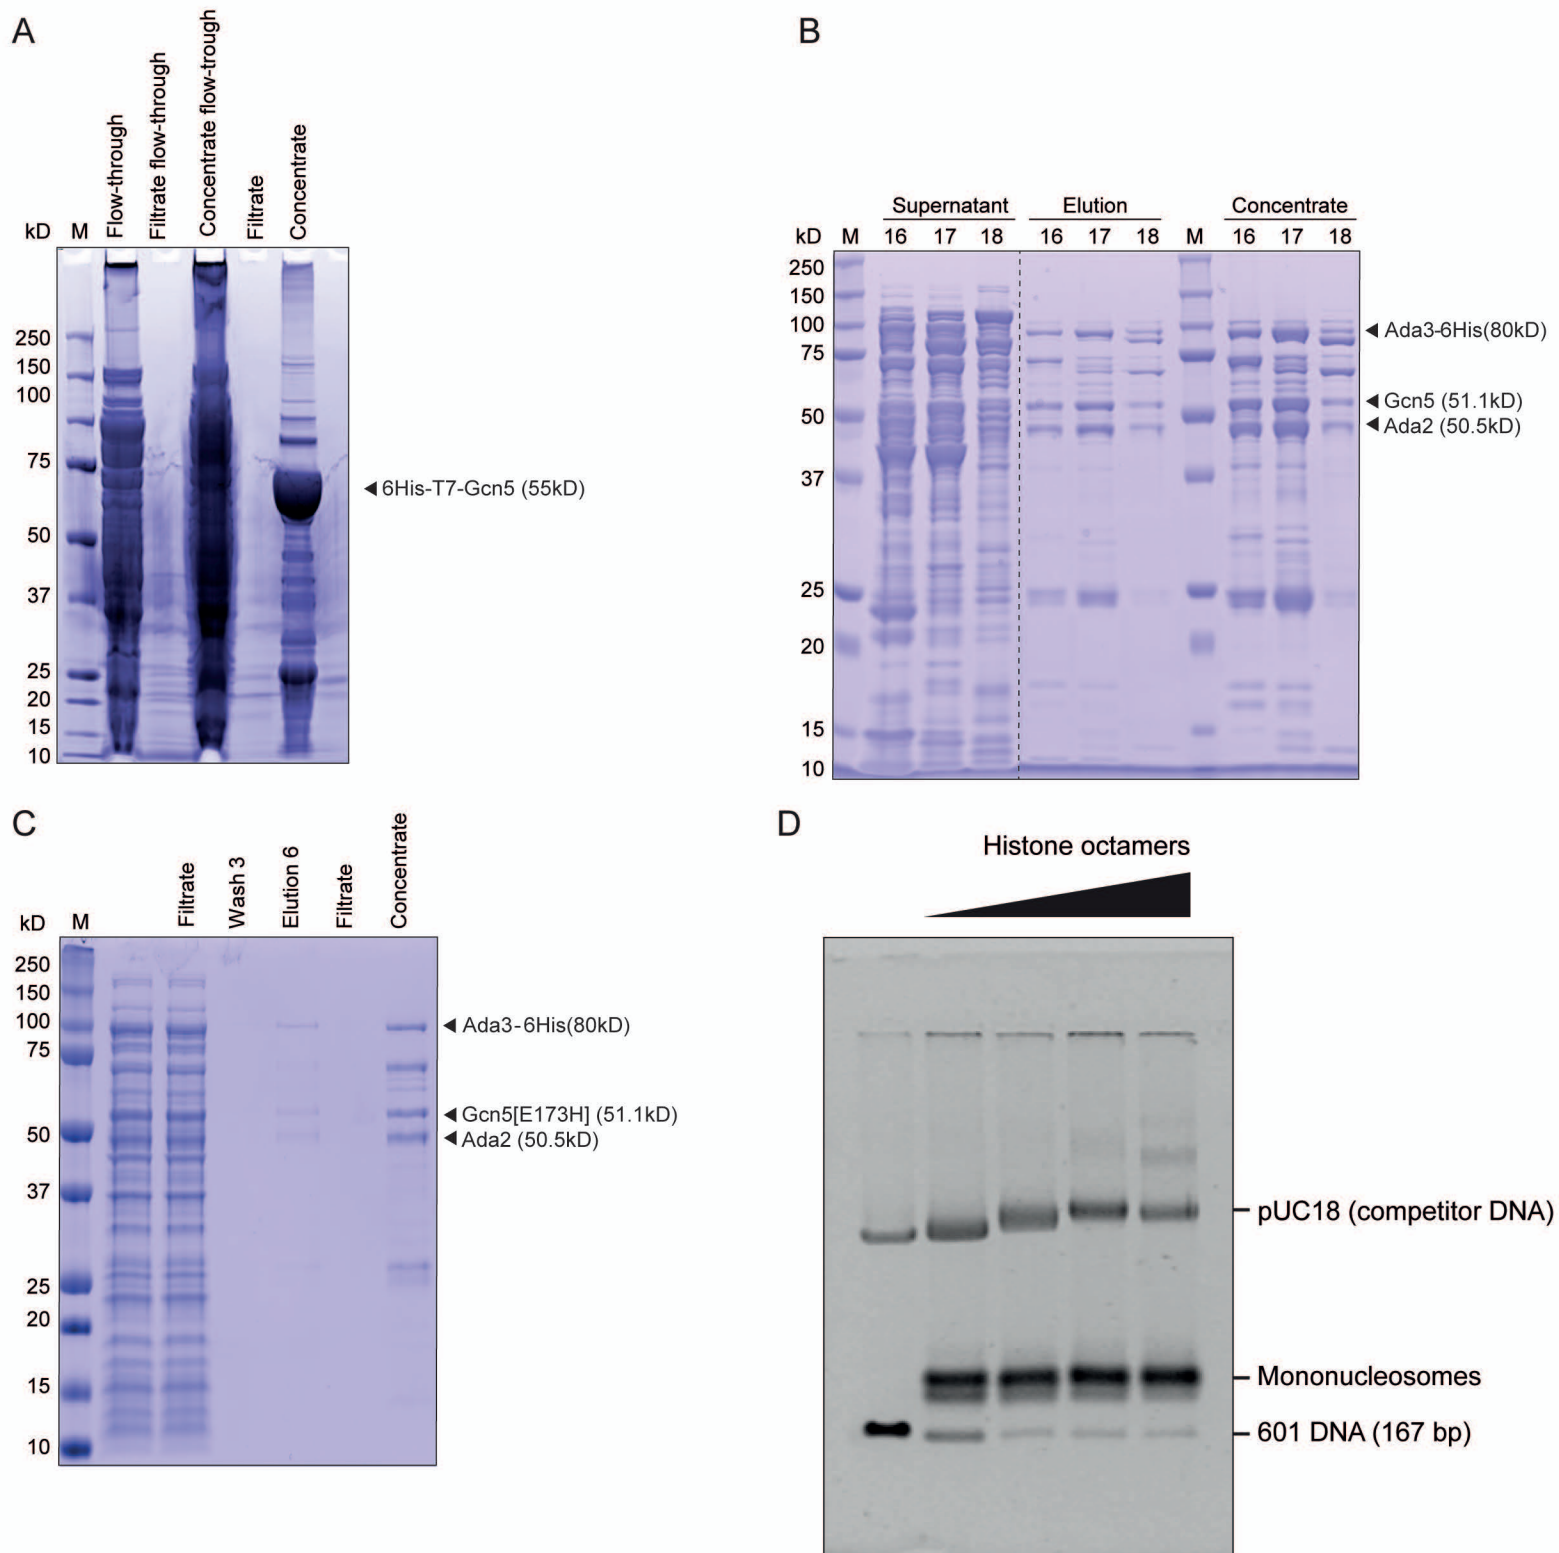 A
Flow-through
Filtrate flow-through
Concentrate flow-trough
Filtrate
Concentrate
kD M
250
150
100
75
50
37
25
20
15
10
6His-T7-Gcn5 (55kD)
B
Supernatant Elution Concentrate
kD M 16 17 18 16 17 18 M 16 17 18
250
150
100
75
50
37
25
20
15
10
Ada3-6His(80kD)
Gcn5 (51.1kD)
Ada2 (50.5kD)
C
Filtrate
Wash 3
Elution 6
Filtrate
Concentrate
kD M
250
150
100
75
50
37
25
20
15
10
Ada3-6His(80kD)
Gcn5[E173H] (51.1kD)
Ada2 (50.5kD)
D
Histone octamers
pUC18 (competitor DNA)
Mononucleosomes
601 DNA (167 bp)